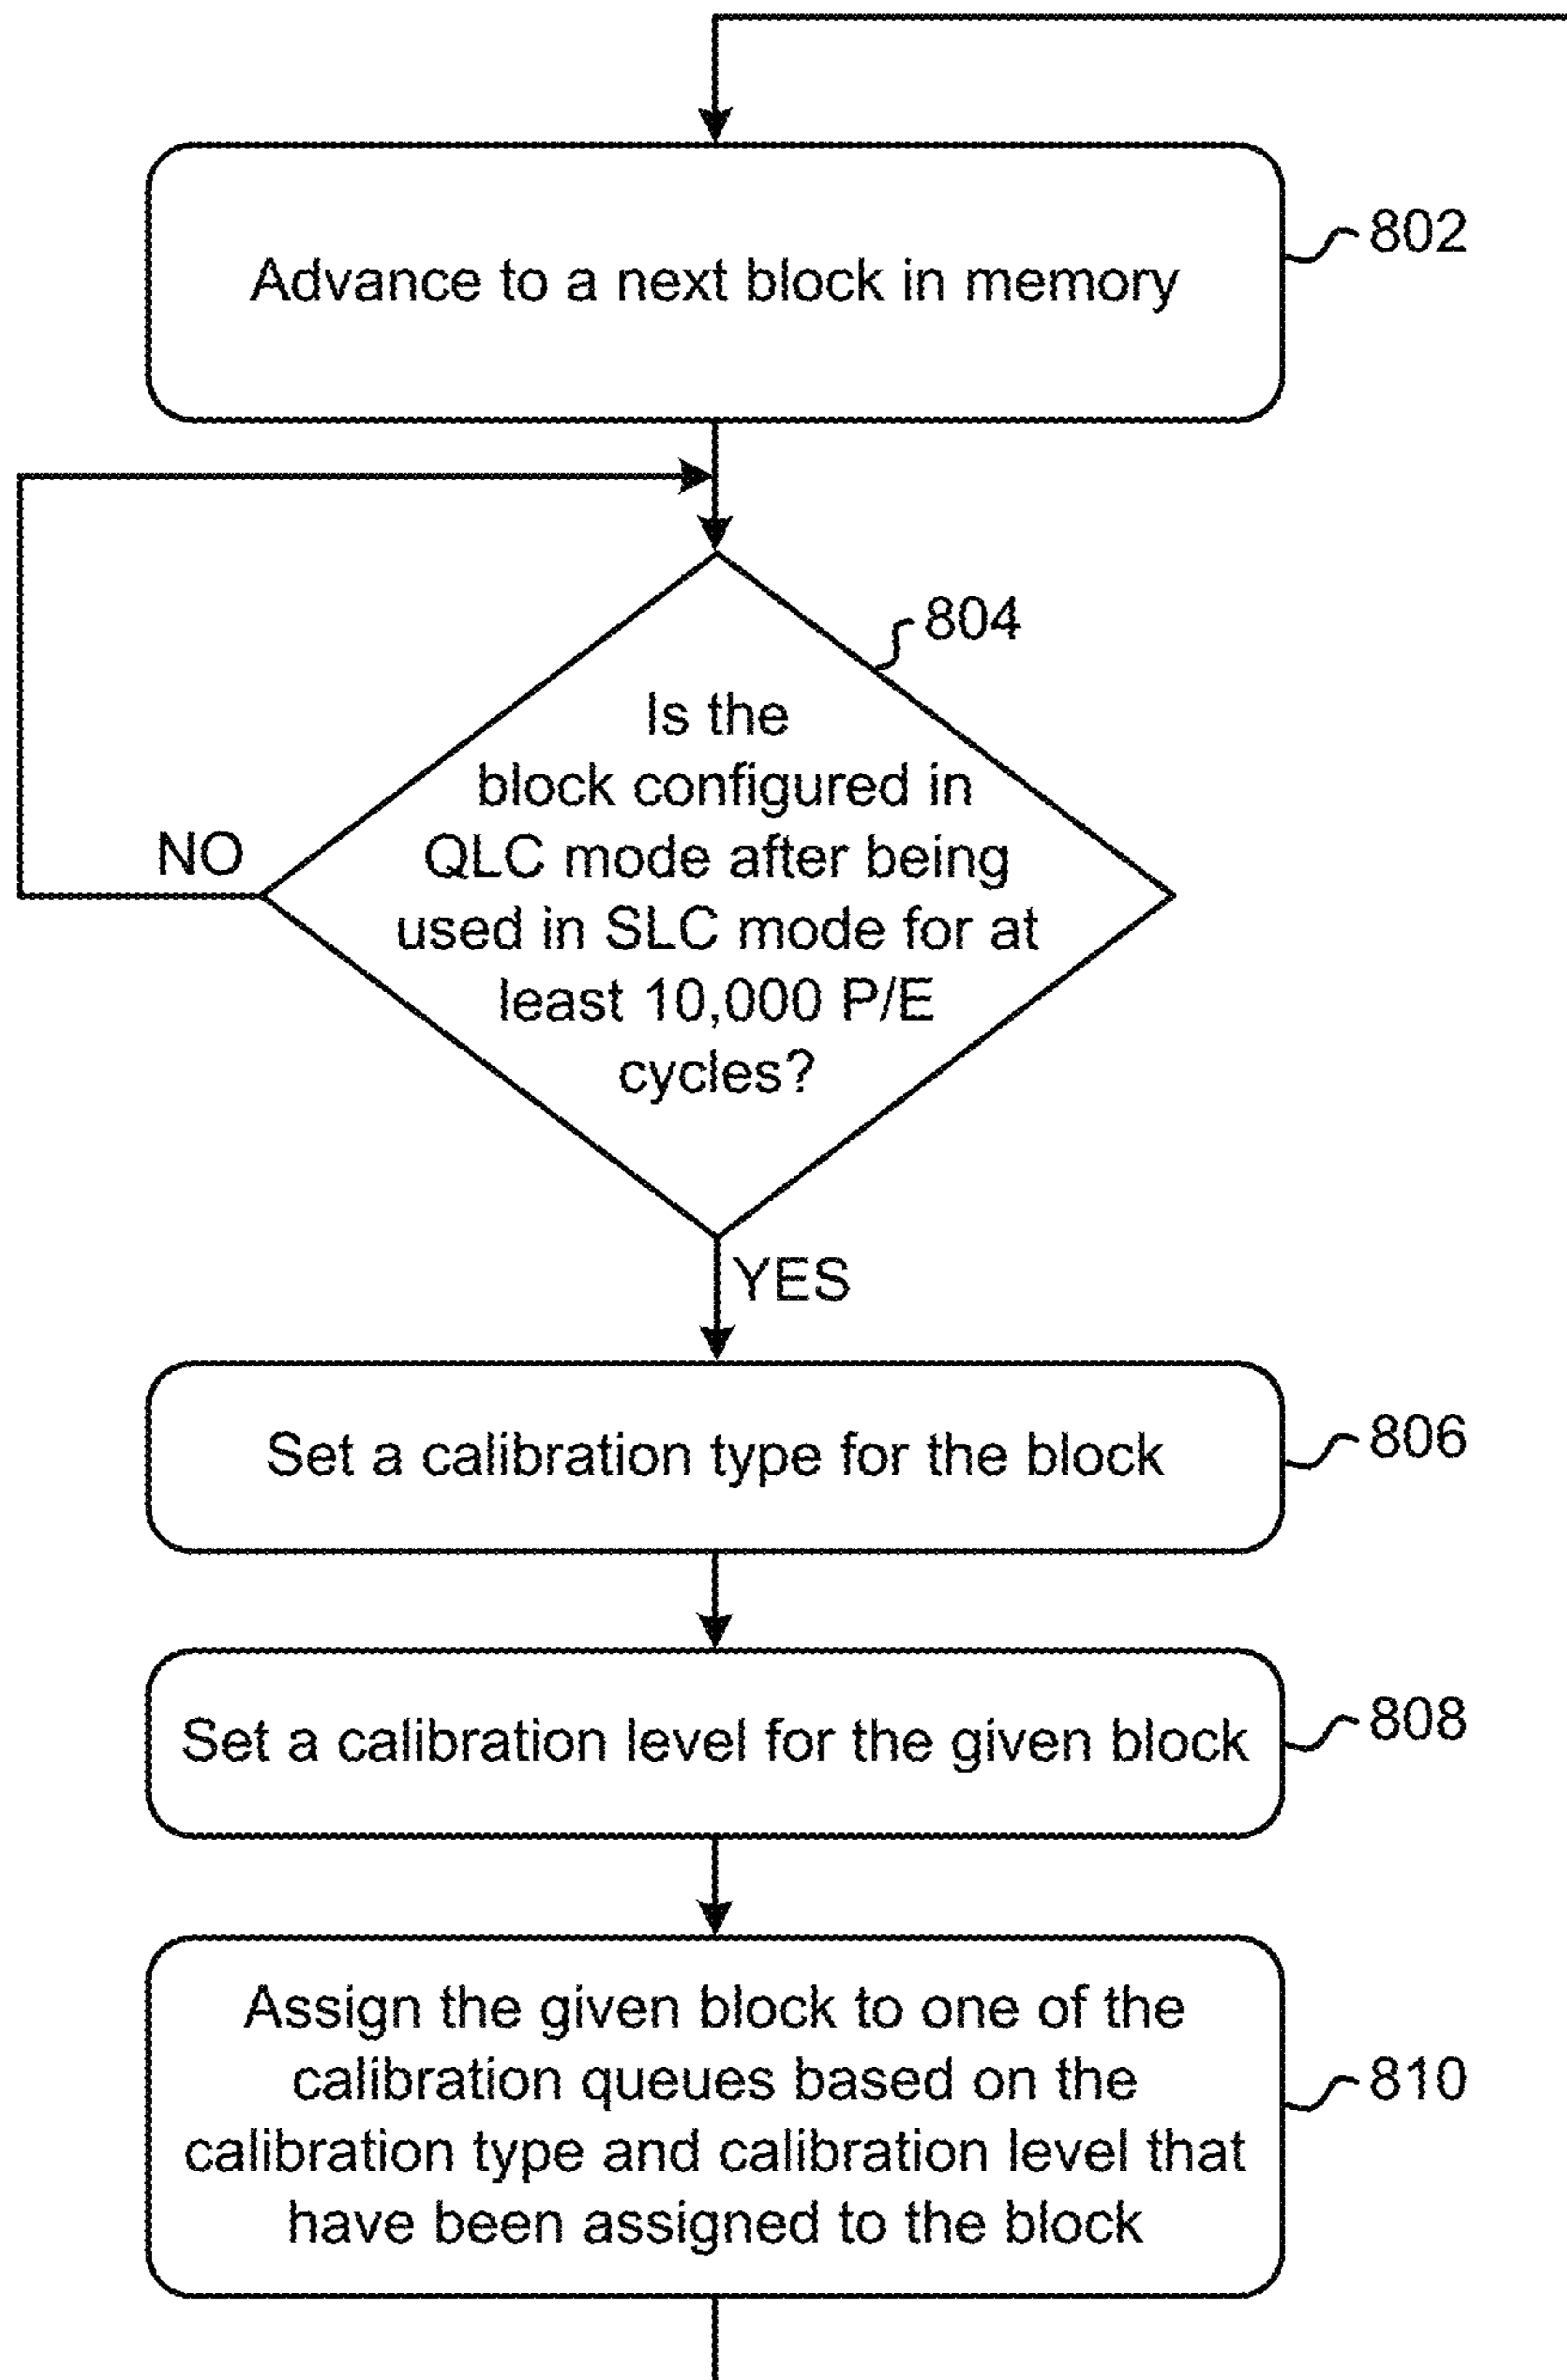 Advance to a next block in memory
802
804
Is the
block configured in
QLC mode after being
used in SLC mode for at
least 10,000 P/E
cycles?
NO
YES
Set a calibration type for the block
806
Set a calibration level for the given block
808
Assign the given block to one of the
calibration queues based on the
calibration type and calibration level that
have been assigned to the block
810